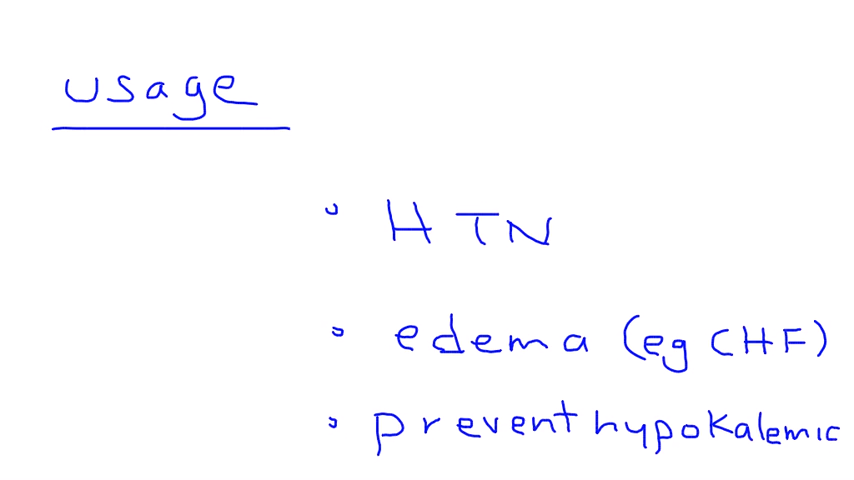 usage
• HTN
• edema (eg CHF)
• prevent hypokalemic